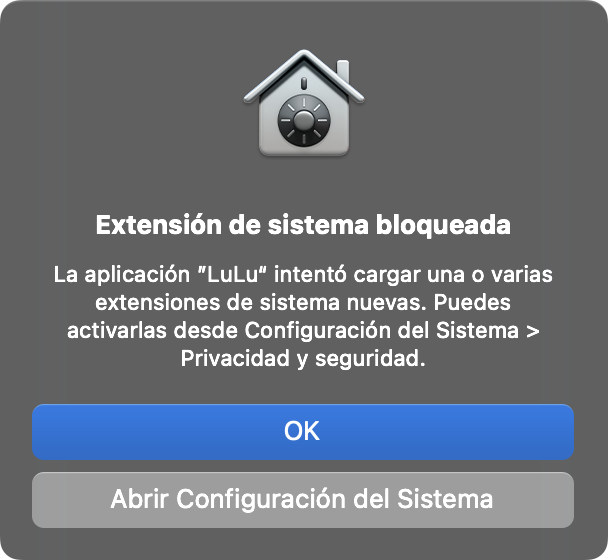 Extensión de sistema bloqueada
La aplicación ”LuLu“ intentó cargar una o varias
extensiones de sistema nuevas. Puedes
activarlas desde Configuración del Sistema >
Privacidad y seguridad.
OK
Abrir Configuración del Sistema